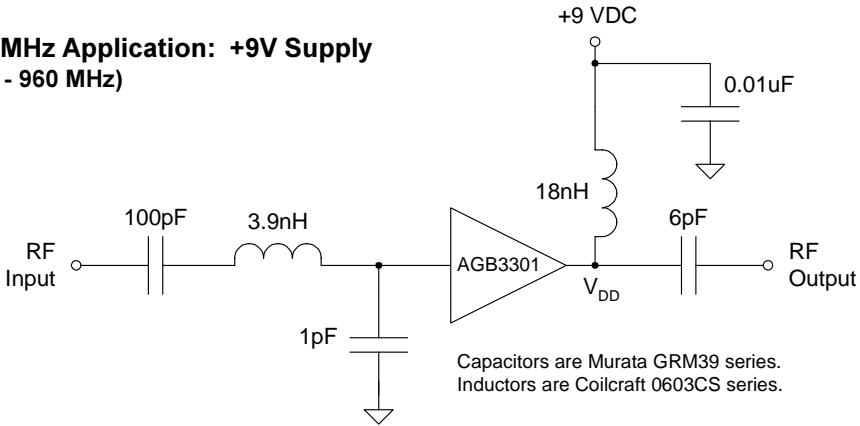 MHz Application: +9V Supply
- 960 MHz)
+9 VDC
0.01uF
18nH
100pF
3.9nH
6pF
RF
Input
AGB3301
VDD
RF
Output
1pF
Capacitors are Murata GRM39 series.
Inductors are Coilcraft 0603CS series.